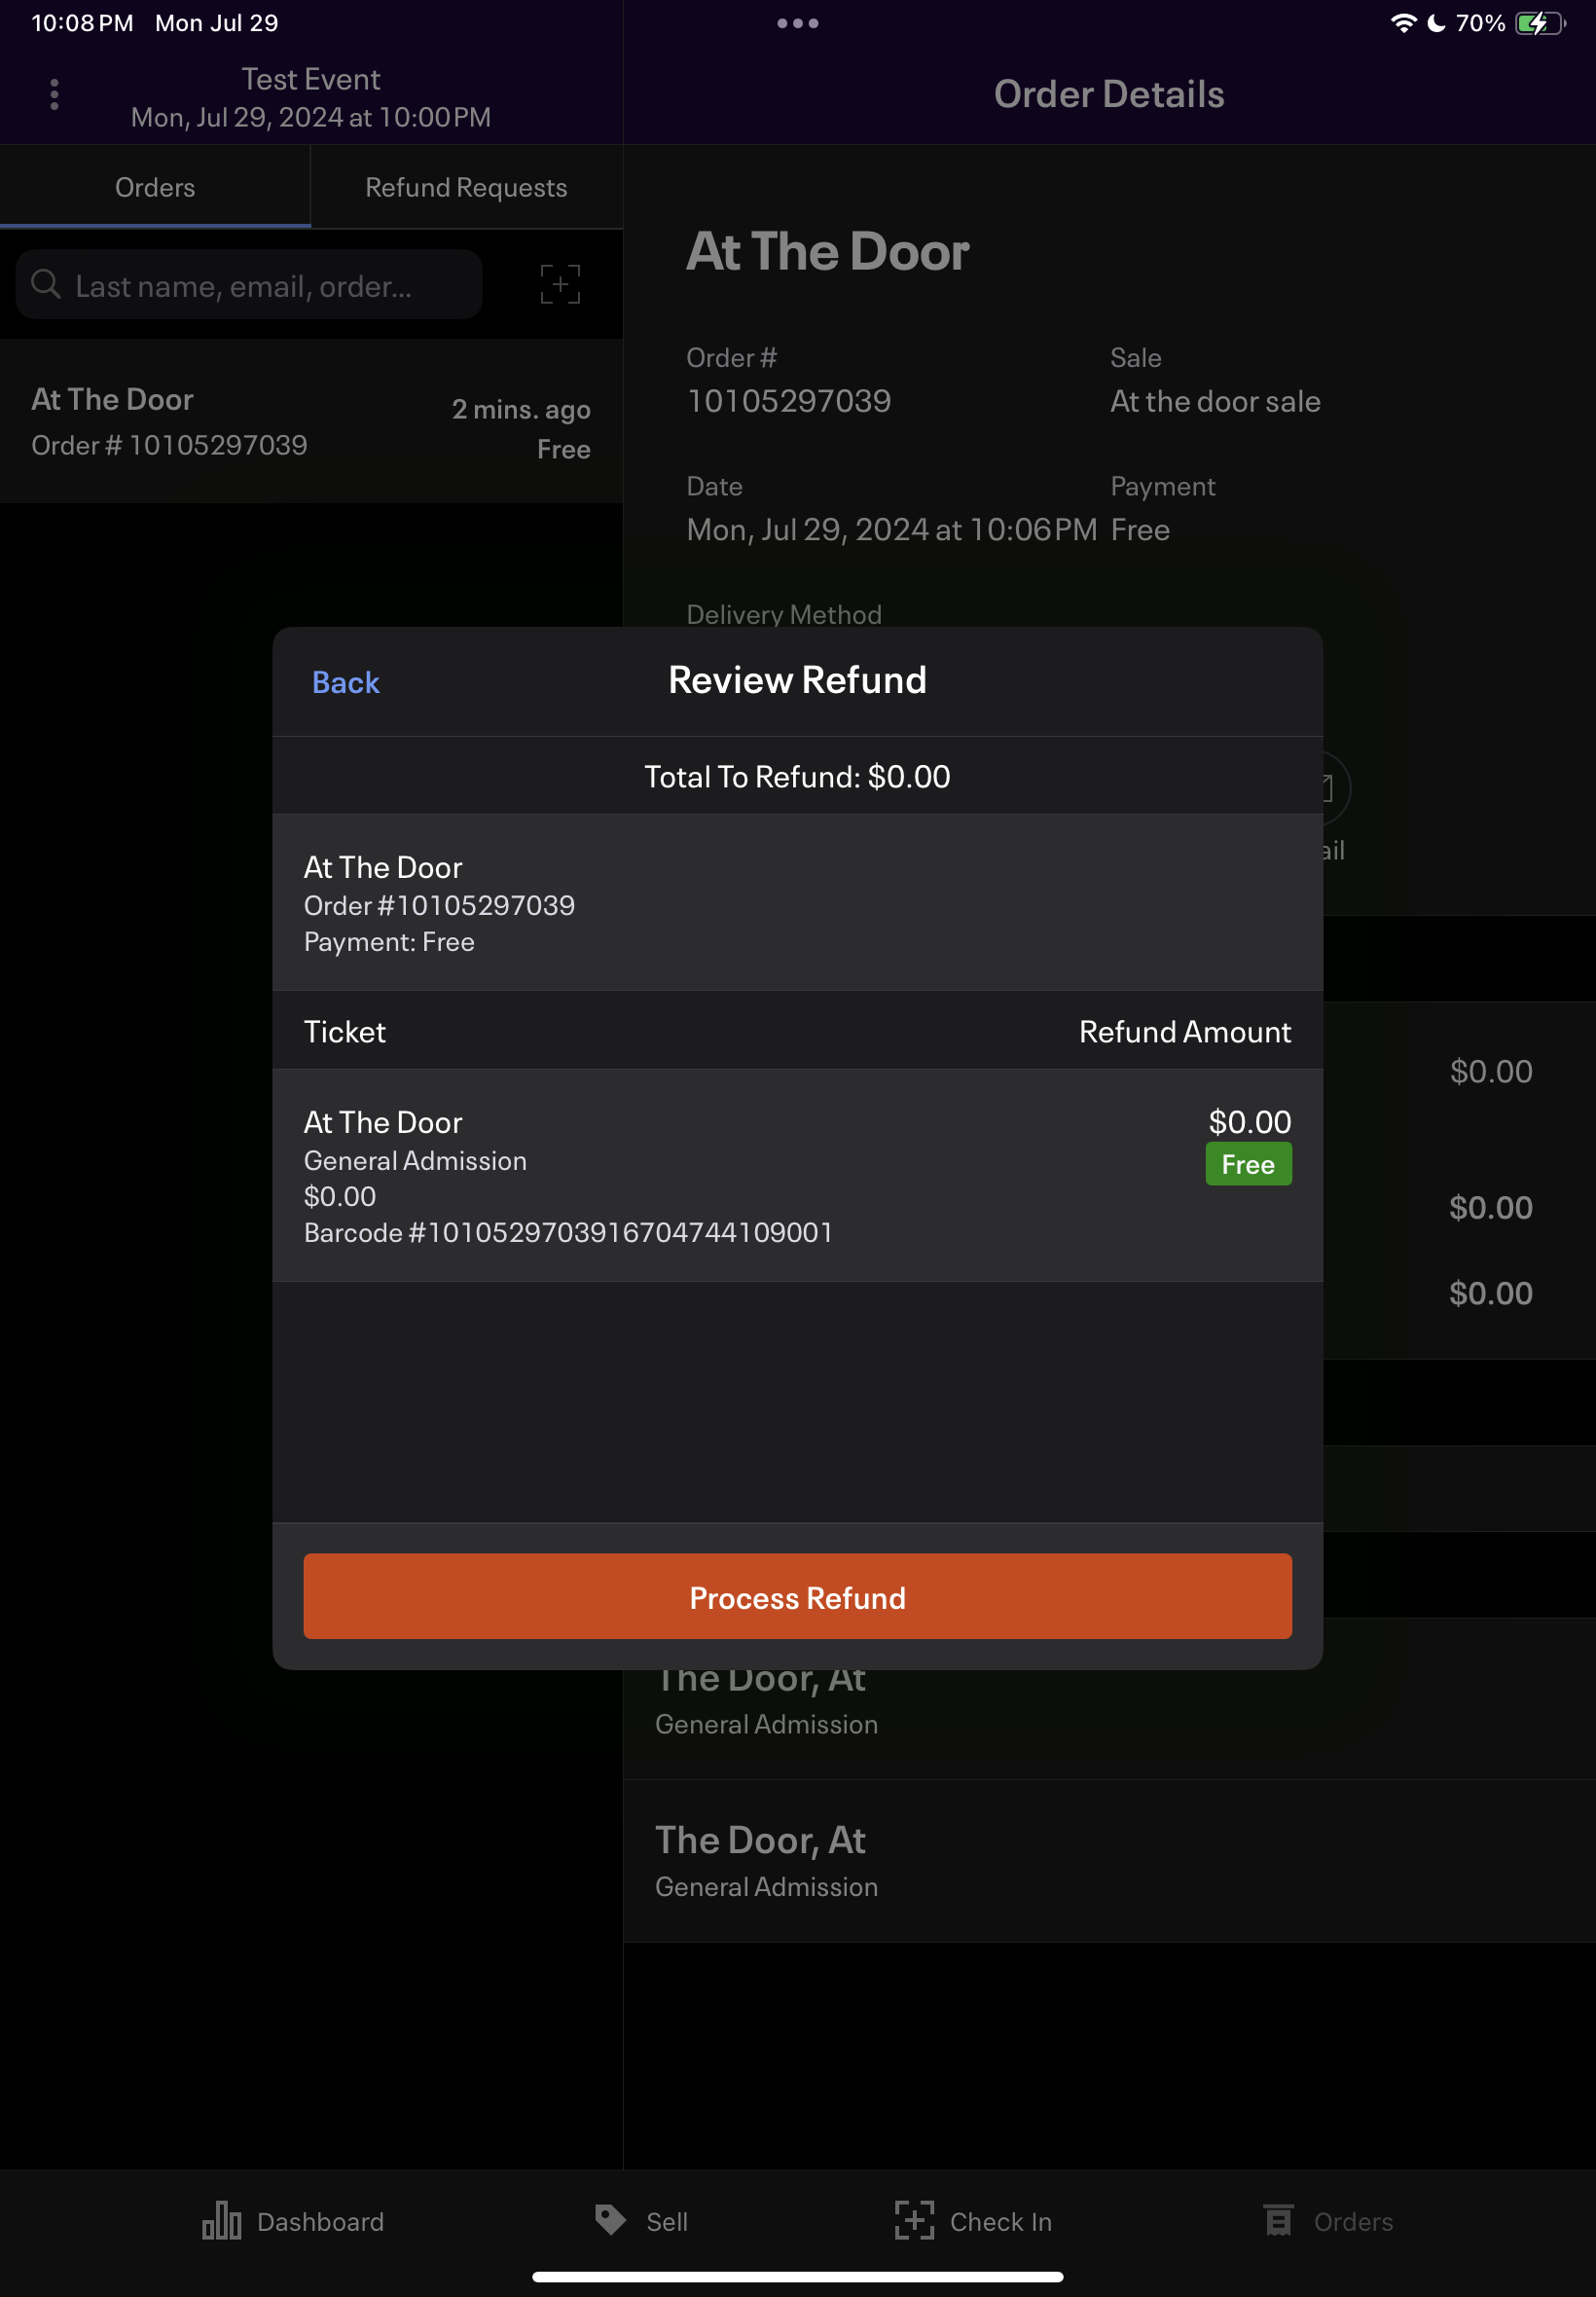 10:08 PM Mon Jul 29
70%
Test Event
Mon, Jul 29, 2024 at 10:00 PM
Order Details
Orders
Refund Requests
Last name, email, order...
At The Door
2 mins. ago
Order # 10105297039
Free
At The Door
Order #
Sale
10105297039
At the door sale
Date
Payment
Mon, Jul 29, 2024 at 10:06 PM
Free
Delivery Method
Back
Review Refund
Total To Refund: $0.00
ail
At The Door
Order #10105297039
Payment: Free
Ticket
Refund Amount
$0.00
At The Door
$0.00
General Admission
Free
$0.00
Barcode #1010529703916704744109001
$0.00
$0.00
Process Refund
The Door, At
General Admission
The Door, At
General Admission
Dashboard
Sell
Check In
Orders